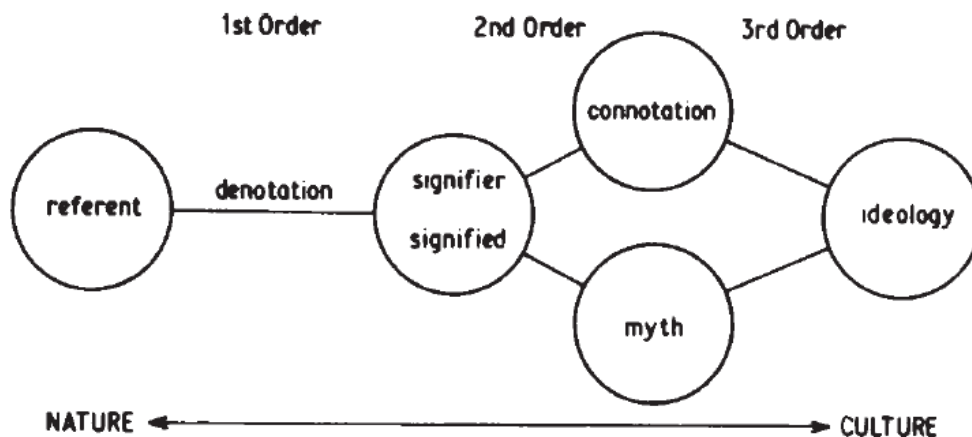 1st Order 2nd Order 3rd Order
connotation
referent
denotation
signifier
signified
ideology
myth
NATURE CULTURE